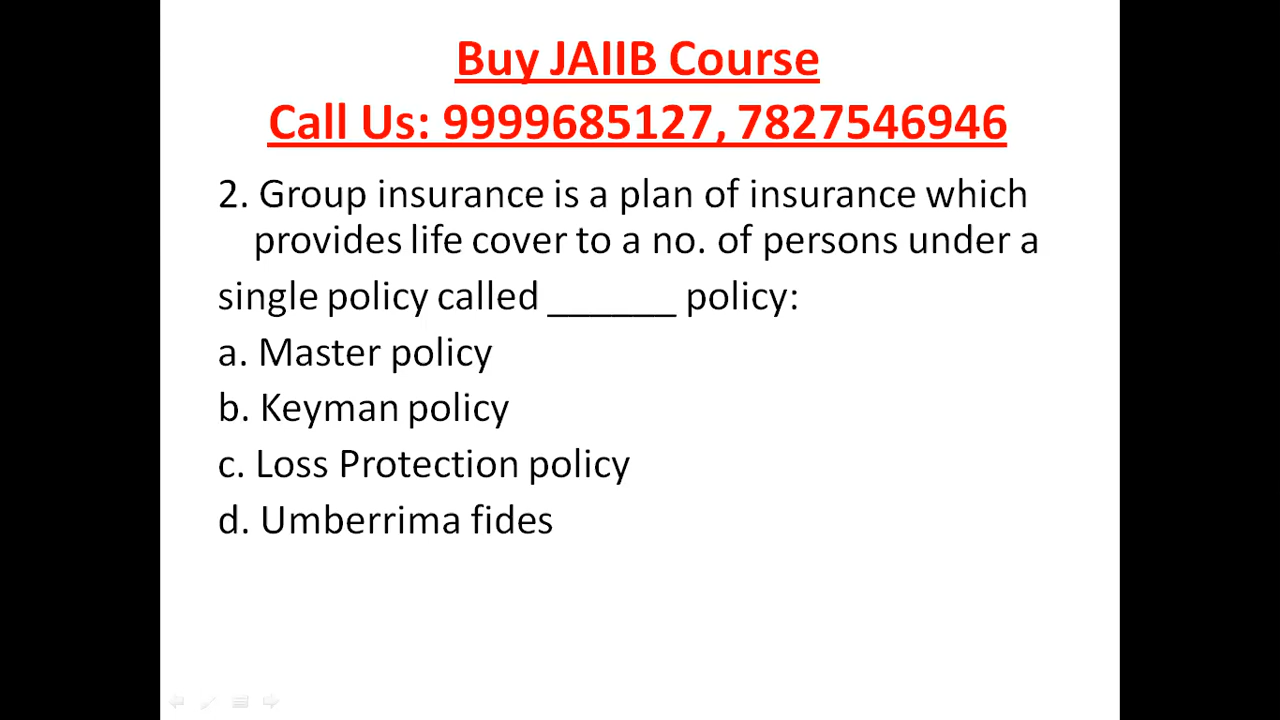 Buy JAIIB Course
Call Us: 9999685127, 7827546946
2. Group insurance is a plan of insurance which
provides life cover to a no. of persons under a
single policy called ______ policy:
a. Master policy
b. Keyman policy
c. Loss Protection policy
d. Umberrima fides